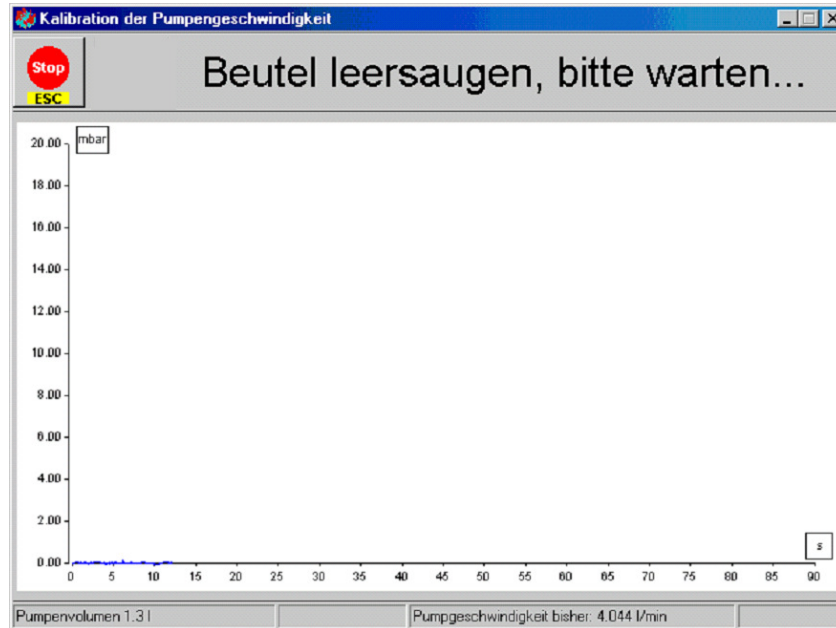 Kalibration der Pumpengeschwindigkeit
Stop
ESC
Beutel leersaugen, bitte warten...
mbar
20.00
18.00
16.00
14.00
12.00
10.00
8.00
6.00
4.00
2.00
0.00
s
0 5 10 15 20 25 30 35 40 45 50 55 60 65 70 75 80 85 90
Pumpenvolumen 1.3 l
Pumpgeschwindigkeit bisher: 4.044 l/min